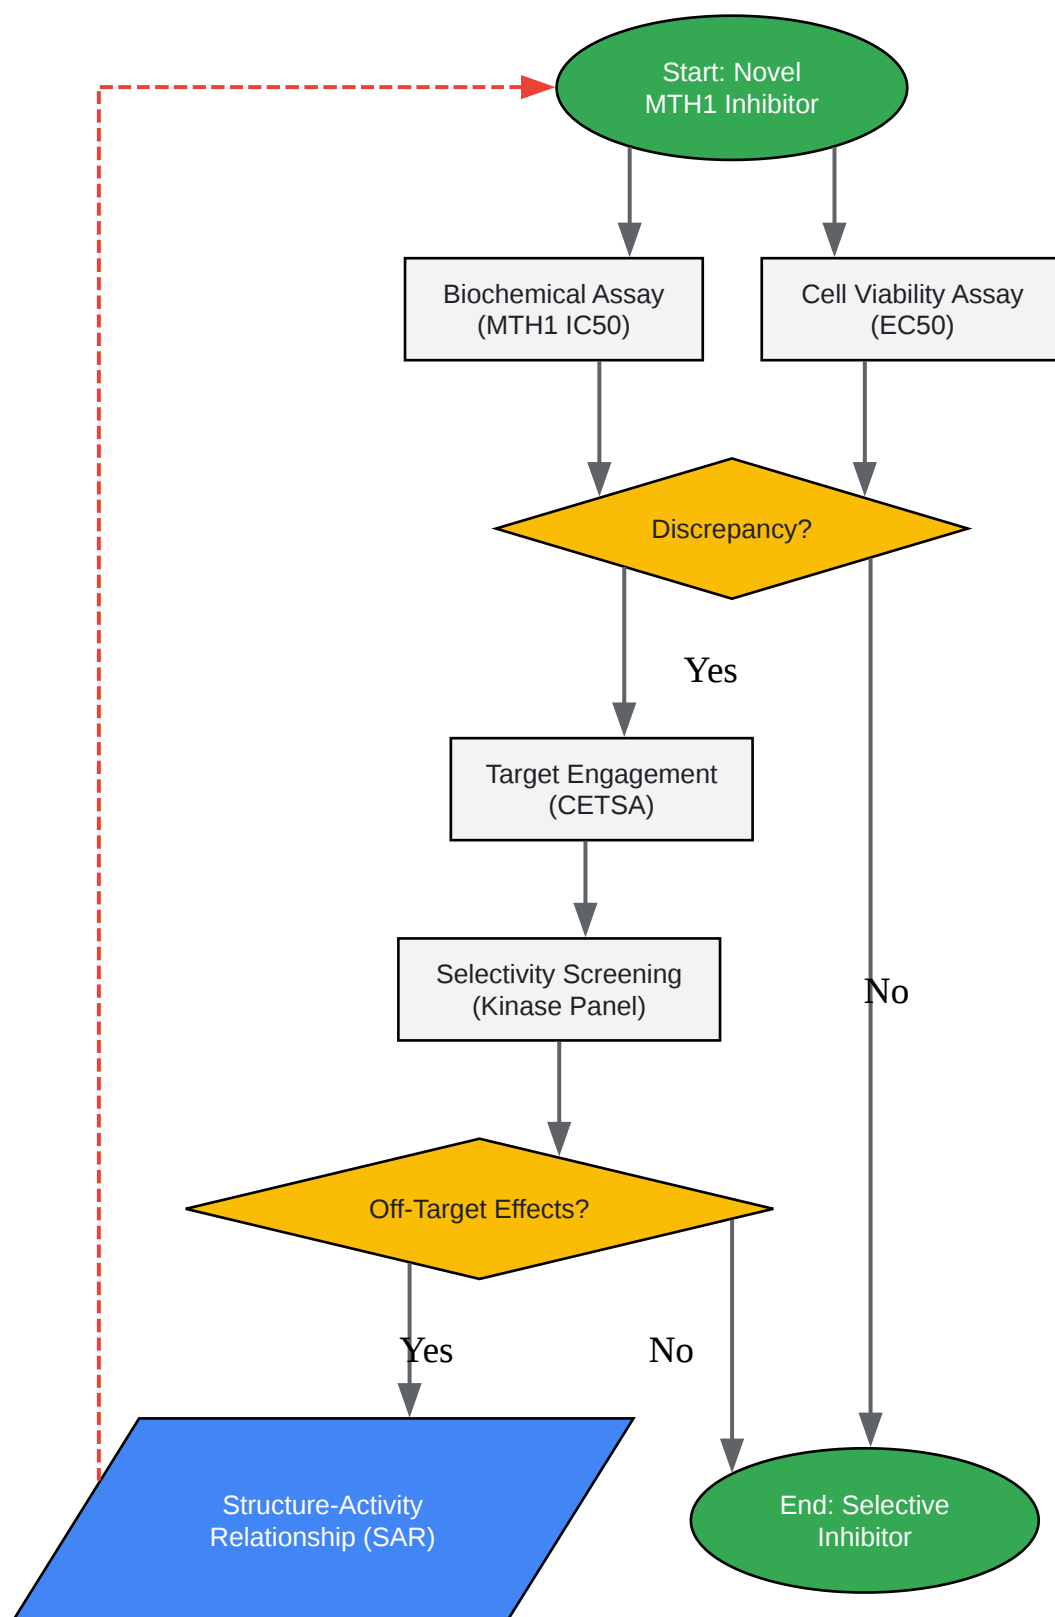 Start: Novel
MTH1 Inhibitor
Biochemical Assay
(MTH1 IC50)
Cell Viability Assay
(EC50)
Discrepancy?
Yes
Target Engagement
(CETSA)
Selectivity Screening
(Kinase Panel)
No
Off-Target Effects?
Yes
No
Structure-Activity
Relationship (SAR)
End: Selective
Inhibitor